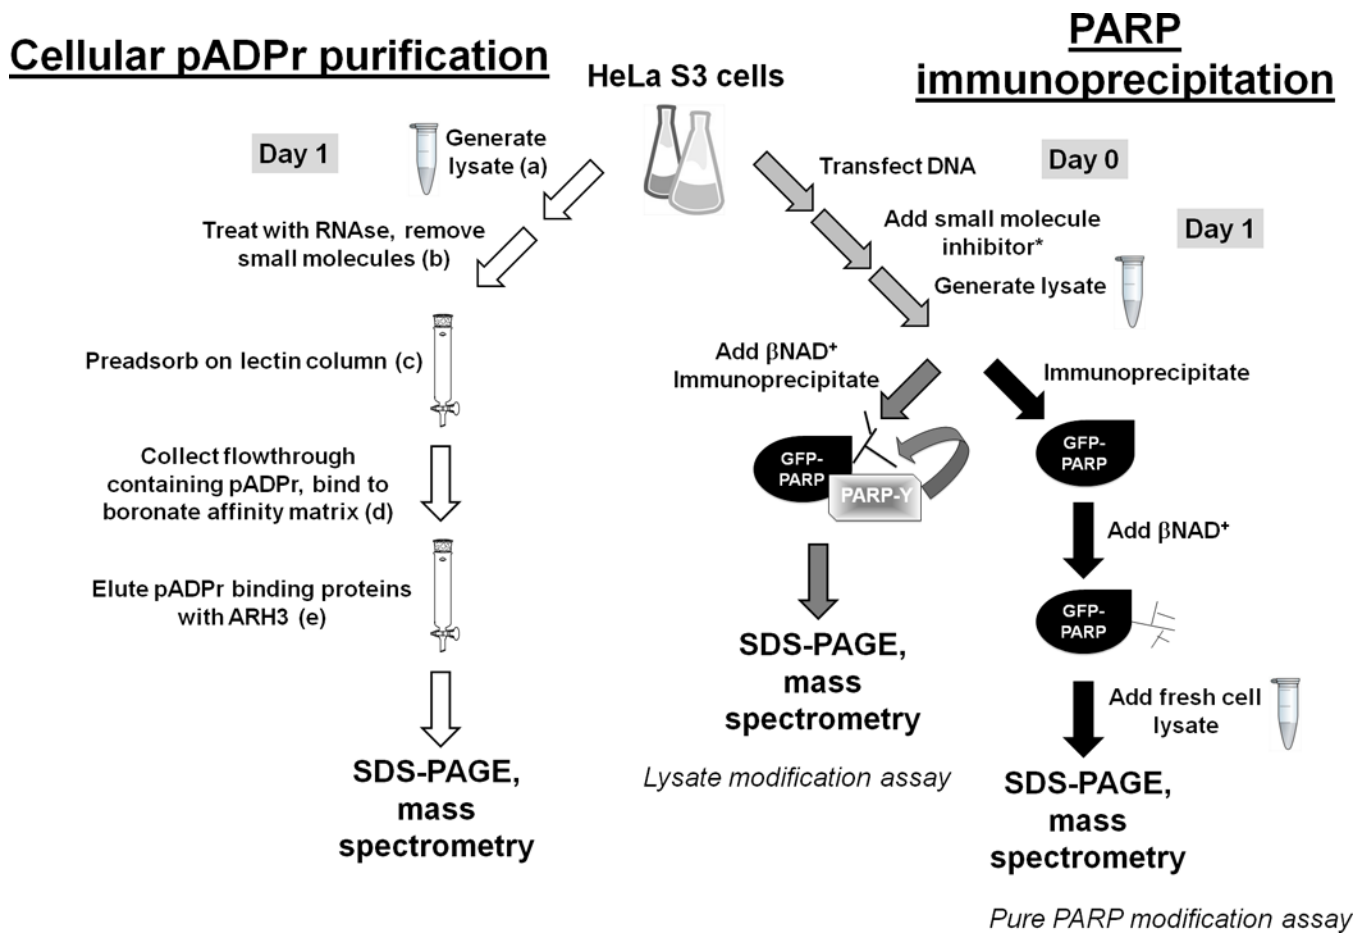 Cellular pADPr purification
HeLa S3 cells
PARP
immunoprecipitation
Day 1
Generate
lysate (a)
Treat with RNAse, remove
small molecules (b)
Preadsorb on lectin column (c)
Collect flowthrough
containing pADPr, bind to
boronate affinity matrix (d)
Elute pADPr binding proteins
with ARH3 (e)
SDS-PAGE,
mass
spectrometry
Transfect DNA
Day 0
Add small molecule
inhibitor*
Day 1
Generate lysate
Add βNAD⁺
Immunoprecipitate
GFP-
PARP
PARP-Y
SDS-PAGE,
mass
spectrometry
Lysate modification assay
Immunoprecipitate
GFP-
PARP
Add βNAD⁺
GFP-
PARP
Add fresh cell
lysate
SDS-PAGE,
mass
spectrometry
Pure PARP modification assay